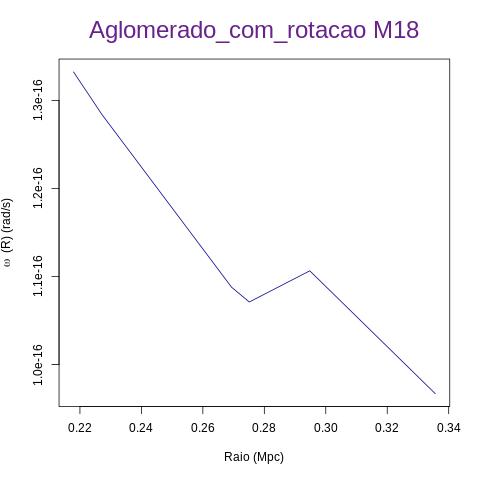 Aglomerado_com_rotacao M18
ω (R) (rad/s)
1.3e-16
1.2e-16
1.1e-16
1.0e-16
0.22 0.24 0.26 0.28 0.30 0.32 0.34
Raio (Mpc)